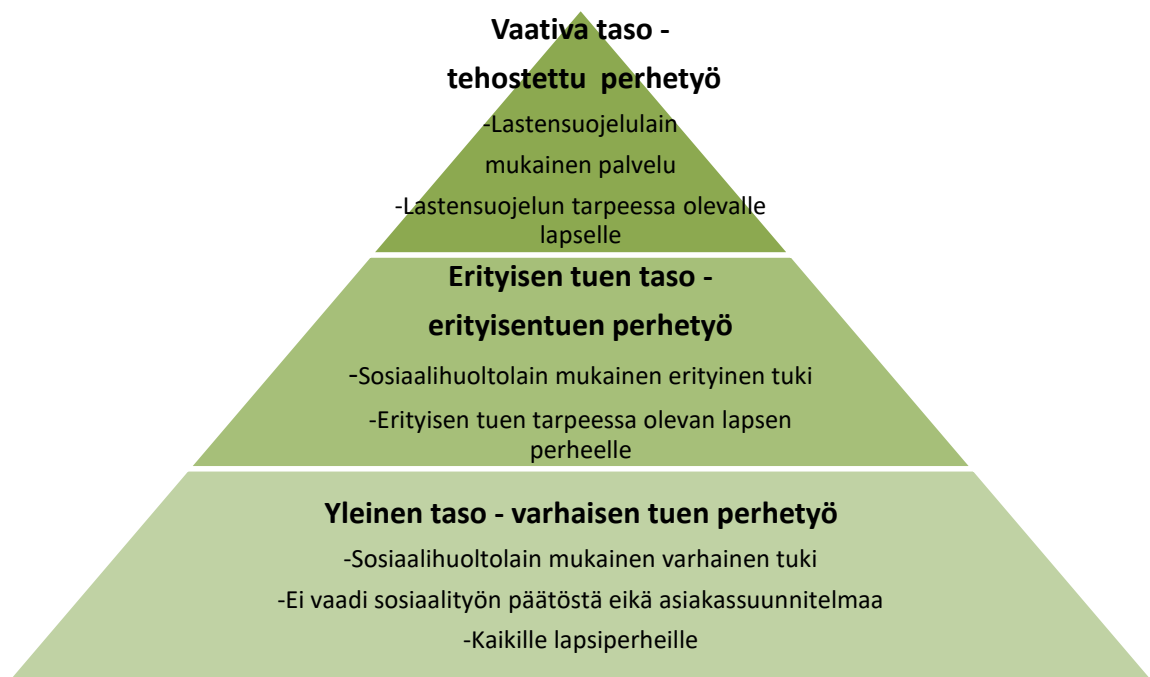 Vaativa taso -
tehostettu perhetyö
-Lastensuojelulain
mukainen palvelu
-Lastensuojelun tarpeessa olevalle
lapselle
Erityisen tuen taso -
erityisentuen perhetyö
-Sosiaalihuoltolain mukainen erityinen tuki
-Erityisen tuen tarpeessa olevan lapsen
perheelle
Yleinen taso - varhaisen tuen perhetyö
-Sosiaalihuoltolain mukainen varhainen tuki
-Ei vaadi sosiaalityön päätöstä eikä asiakassuunnitelmaa
-Kaikille lapsiperheille